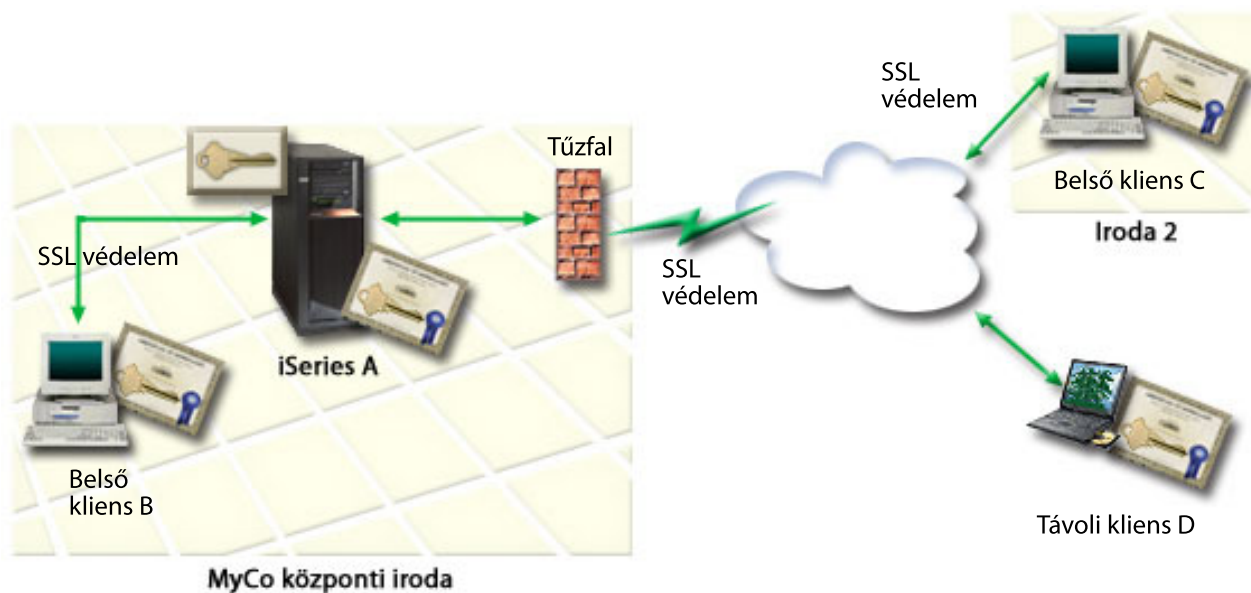 SSL
védelem
Belső kliens C
Iroda 2
Tűzfal
SSL védelem
SSL
védelem
iSeries A
Belső
kliens B
Távoli kliens D
MyCo központi iroda